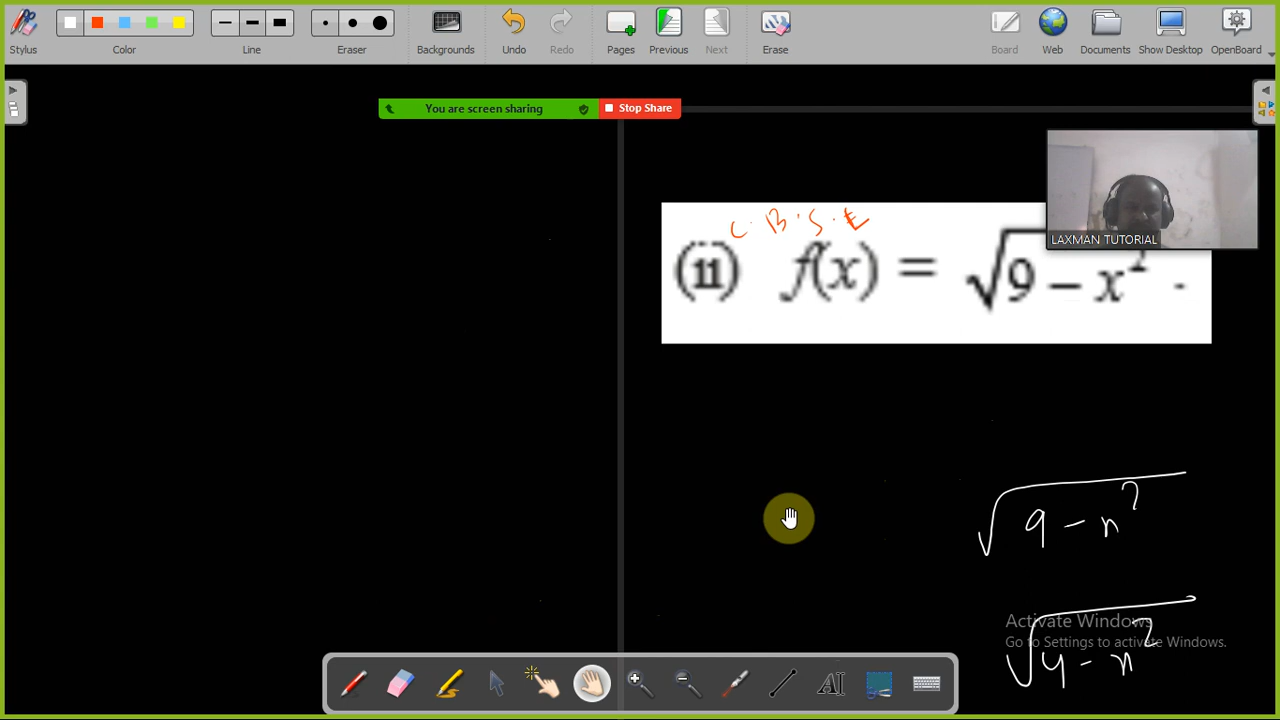 Stylus Color Line Eraser Backgrounds Undo Redo Pages Previous Next Erase Board Web Documents Show Desktop OpenBoard
You are screen sharing Stop Share
LAXMAN TUTORIAL
C.B.S.E
(ii) f(x) = √9 − x² -
√9 − x²
√4 − x²
Activate Windows
Go to Settings to activate Windows.
AI